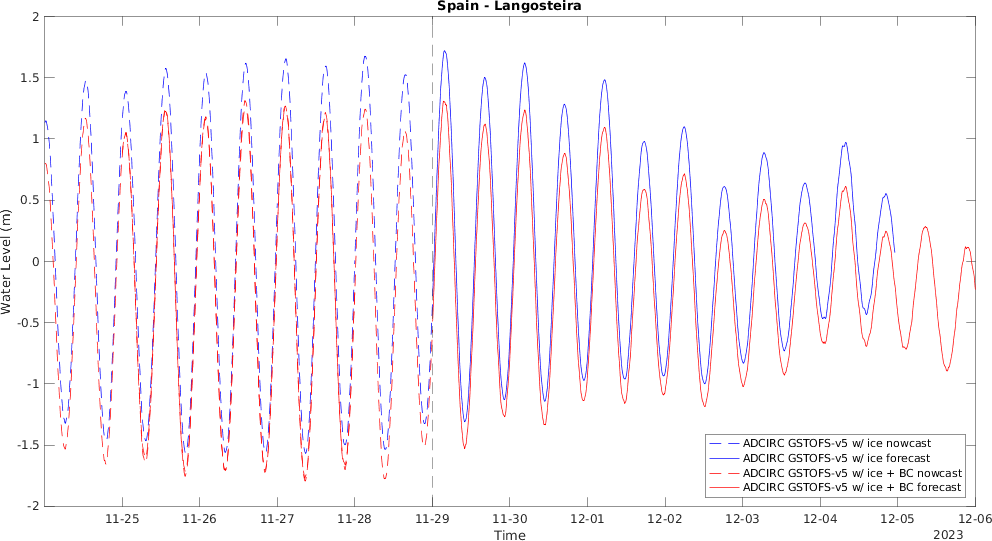 Spain - Langosteira
Water Level (m)
2
1.5
1
0.5
0
-0.5
-1
-1.5
-2
ADCIRC GSTOFS-v5 w/ ice nowcast
ADCIRC GSTOFS-v5 w/ ice forecast
ADCIRC GSTOFS-v5 w/ ice + BC nowcast
ADCIRC GSTOFS-v5 w/ ice + BC forecast
11-25 11-26 11-27 11-28 11-29 11-30 12-01 12-02 12-03 12-04 12-05 12-06
Time
2023